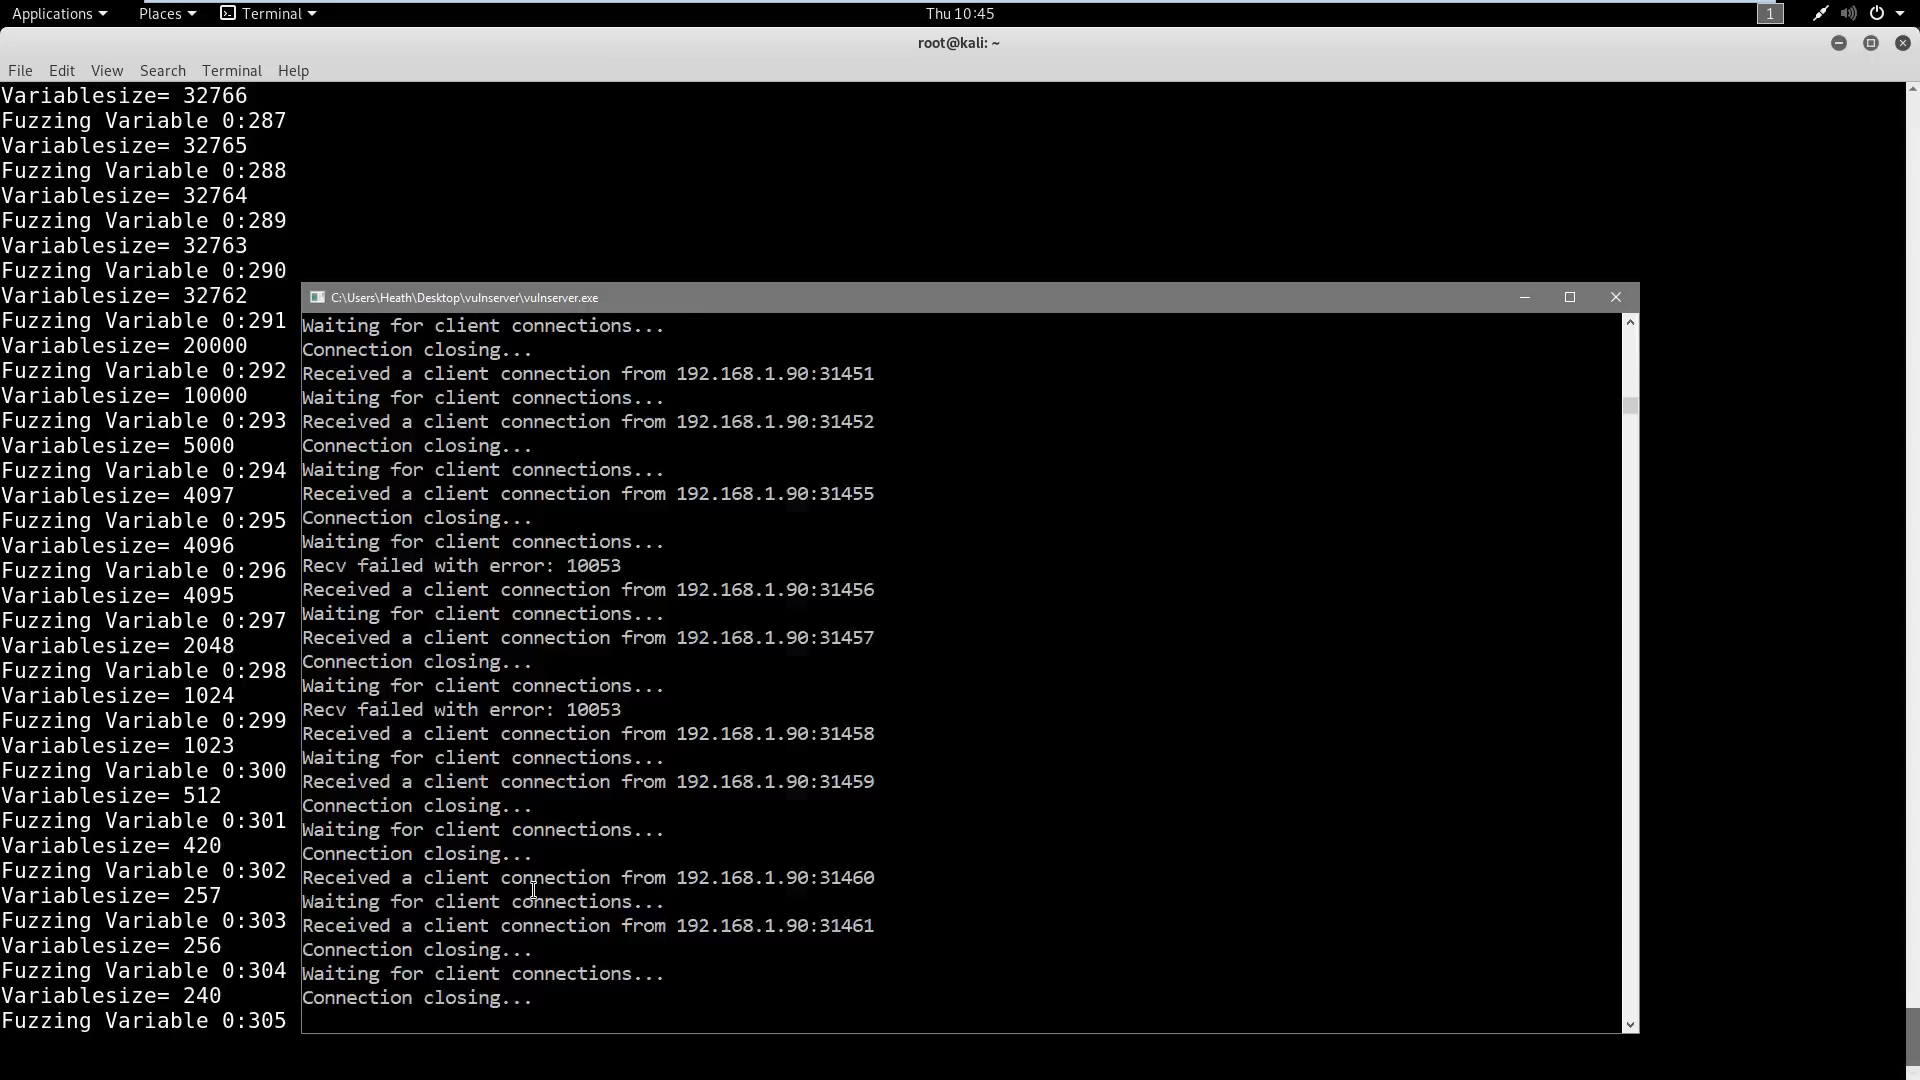 Applications Places Terminal Thu 10:45 1
root@kali: ~
File Edit View Search Terminal Help
Variablesize= 32766
Fuzzing Variable 0:287
Variablesize= 32765
Fuzzing Variable 0:288
Variablesize= 32764
Fuzzing Variable 0:289
Variablesize= 32763
Fuzzing Variable 0:290
Variablesize= 32762
Fuzzing Variable 0:291
Variablesize= 20000
Fuzzing Variable 0:292
Variablesize= 10000
Fuzzing Variable 0:293
Variablesize= 5000
Fuzzing Variable 0:294
Variablesize= 4097
Fuzzing Variable 0:295
Variablesize= 4096
Fuzzing Variable 0:296
Variablesize= 4095
Fuzzing Variable 0:297
Variablesize= 2048
Fuzzing Variable 0:298
Variablesize= 1024
Fuzzing Variable 0:299
Variablesize= 1023
Fuzzing Variable 0:300
Variablesize= 512
Fuzzing Variable 0:301
Variablesize= 420
Fuzzing Variable 0:302
Variablesize= 257
Fuzzing Variable 0:303
Variablesize= 256
Fuzzing Variable 0:304
Variablesize= 240
Fuzzing Variable 0:305
C:\Users\Heath\Desktop\vulnserver\vulnserver.exe
Waiting for client connections...
Connection closing...
Received a client connection from 192.168.1.90:31451
Waiting for client connections...
Received a client connection from 192.168.1.90:31452
Connection closing...
Waiting for client connections...
Received a client connection from 192.168.1.90:31455
Connection closing...
Waiting for client connections...
Recv failed with error: 10053
Received a client connection from 192.168.1.90:31456
Waiting for client connections...
Received a client connection from 192.168.1.90:31457
Connection closing...
Waiting for client connections...
Recv failed with error: 10053
Received a client connection from 192.168.1.90:31458
Waiting for client connections...
Received a client connection from 192.168.1.90:31459
Connection closing...
Waiting for client connections...
Connection closing...
Received a client connection from 192.168.1.90:31460
Waiting for client connections...
Received a client connection from 192.168.1.90:31461
Connection closing...
Waiting for client connections...
Connection closing...